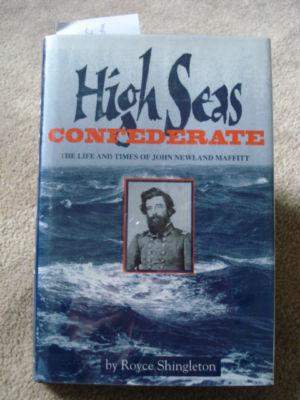 High Seas
CONFEDERATE
THE LIFE AND TIMES OF JOHN NEWLAND MAFFITT
by Royce Shingleton